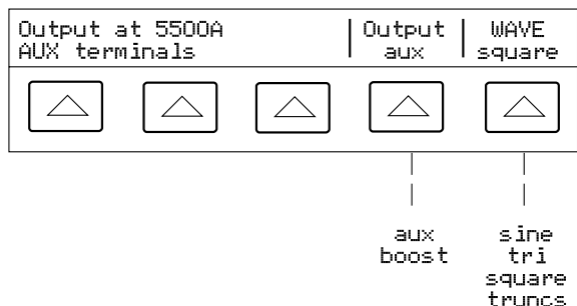 Output at 5500A
AUX terminals
Output
aux
WAVE
square
aux
boost
sine
tri
square
truncs